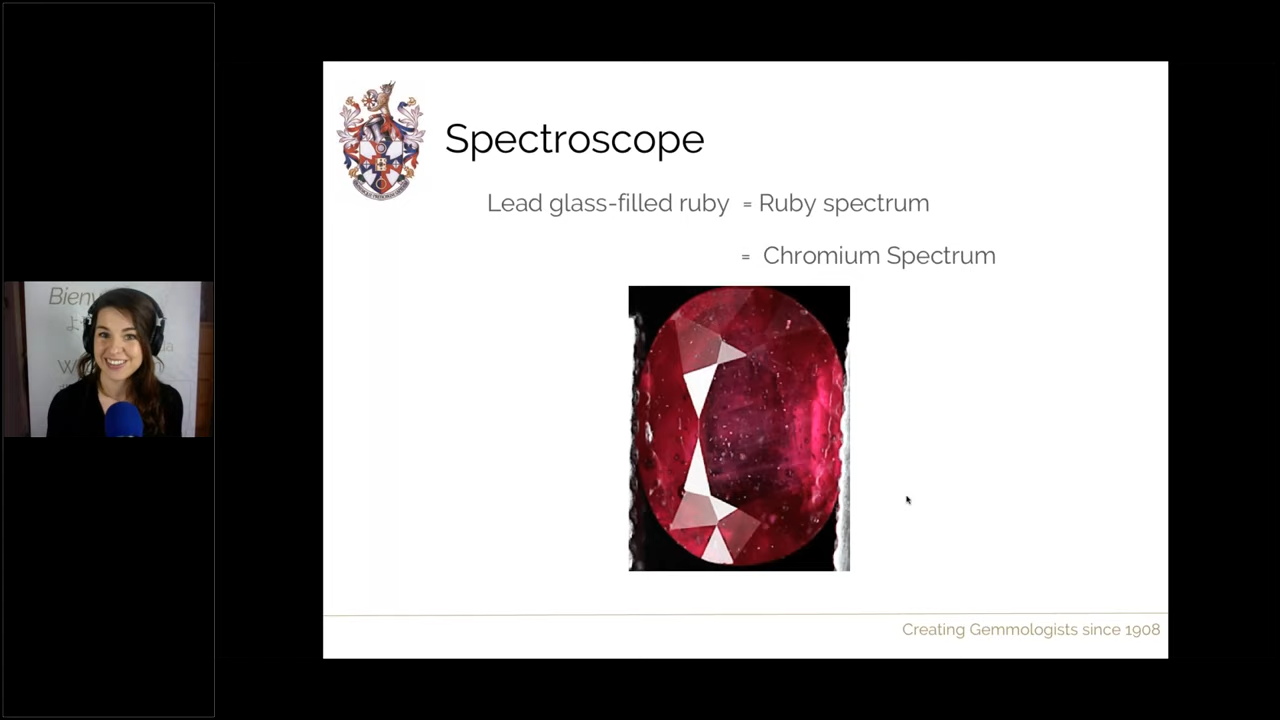 Spectroscope
Lead glass-filled ruby = Ruby spectrum
= Chromium Spectrum
Creating Gemmologists since 1908